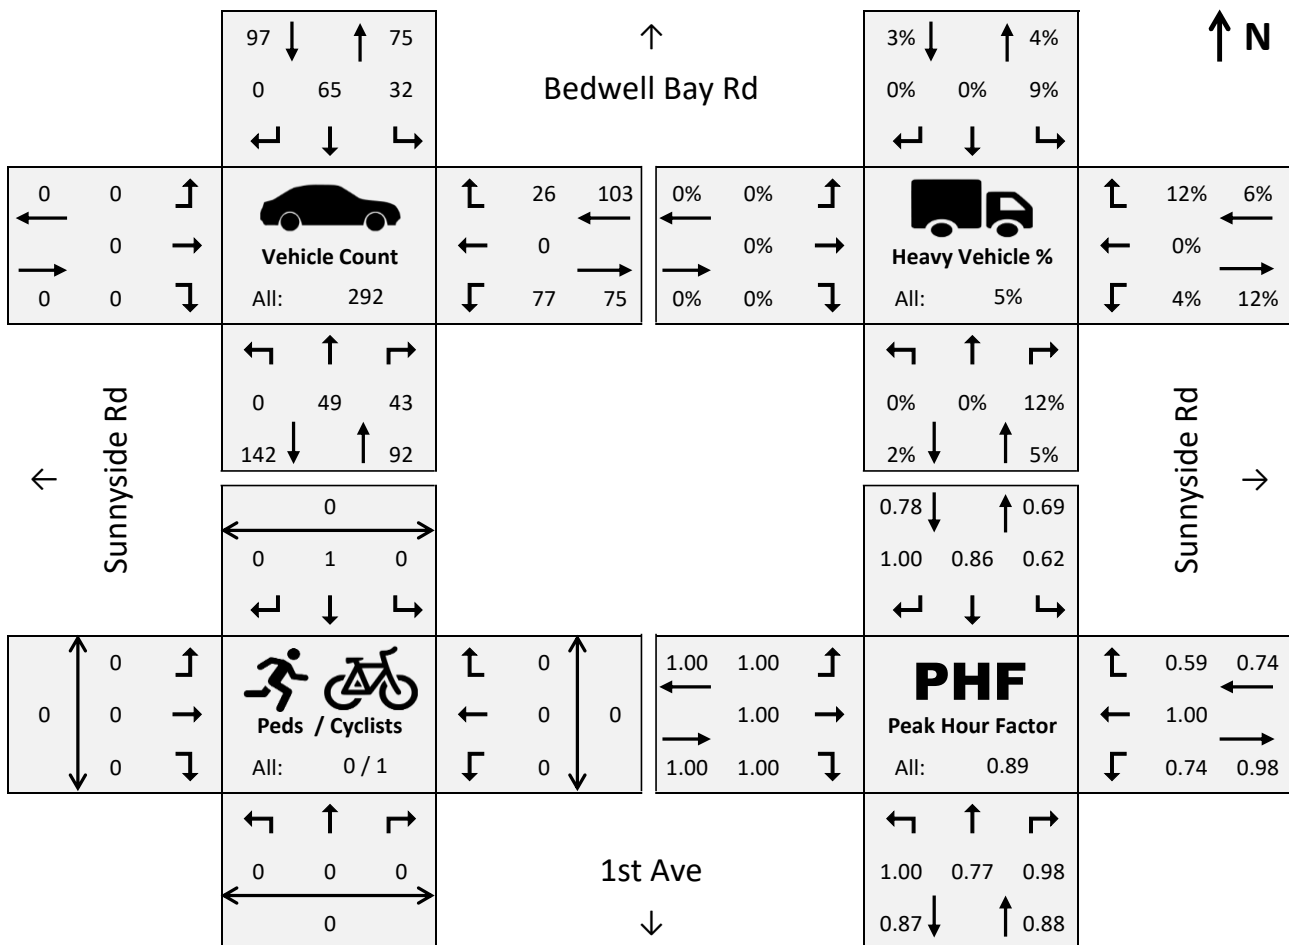 97 75 3% 4% N
Bedwell Bay Rd
0 65 32 0% 0% 9%
0 0 26 103 0% 0% 12% 6%
0 Vehicle Count 0 0% Heavy Vehicle % 0%
0 0 All: 292 77 75 0% 0% All: 5% 4% 12%
0 49 43 0% 0% 12%
142 92 2% 5%
Sunnyside Rd
Sunnyside Rd
0 0.78 0.69
0 1 0 1.00 0.86 0.62
0 0 1.00 1.00 PHF 0.59 0.74
0 0 Peds / Cyclists 0 0 1.00 Peak Hour Factor 1.00
0 All: 0 / 1 0 1.00 1.00 All: 0.89 0.74 0.98
0 0 0 1st Ave 1.00 0.77 0.98
0 0.87 0.88